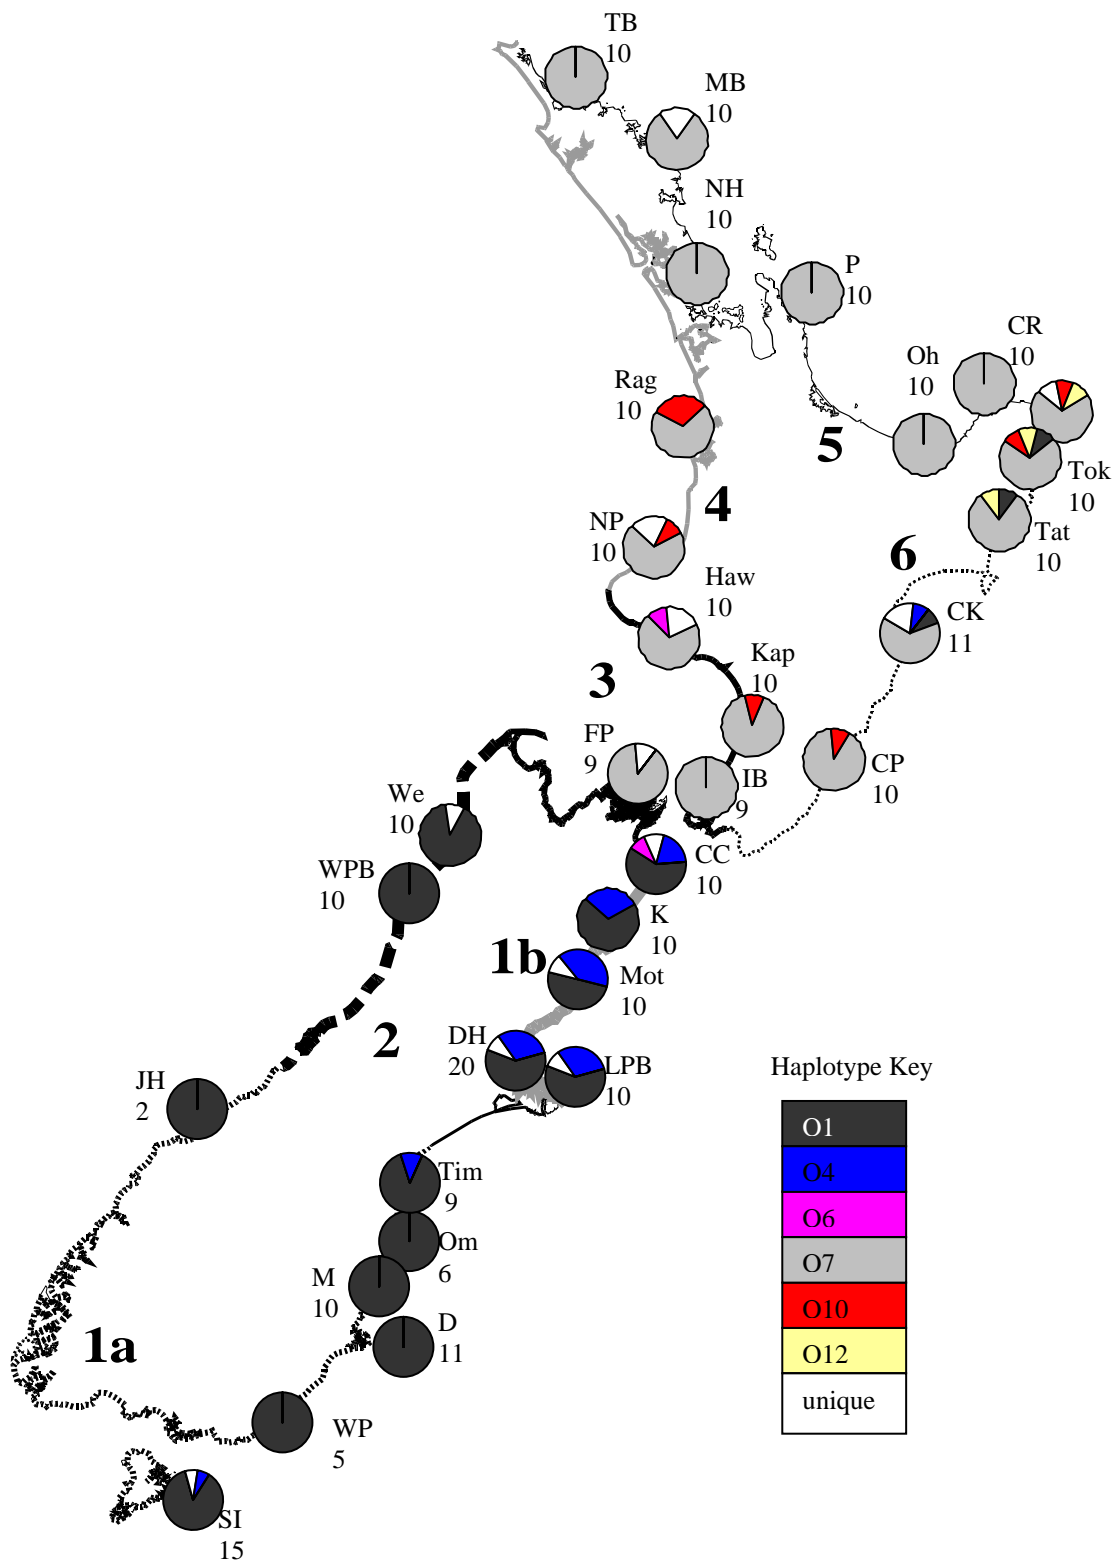 TB
10
MB
10
NH
10
P
10
CR
10
Oh
10
Rag
10
5
Tok
10
4
NP
10
Tat
10
6
Haw
10
CK
11
Kap
10
3
FP
9
IB
9
CP
10
We
10
CC
10
WPB
10
K
10
1b
Mot
10
2
DH
20
LPB
10
JH
2
Haplotype Key
O1
O4
O6
O7
O10
O12
unique
Tim
9
Om
6
M
10
D
11
1a
WP
5
SI
15